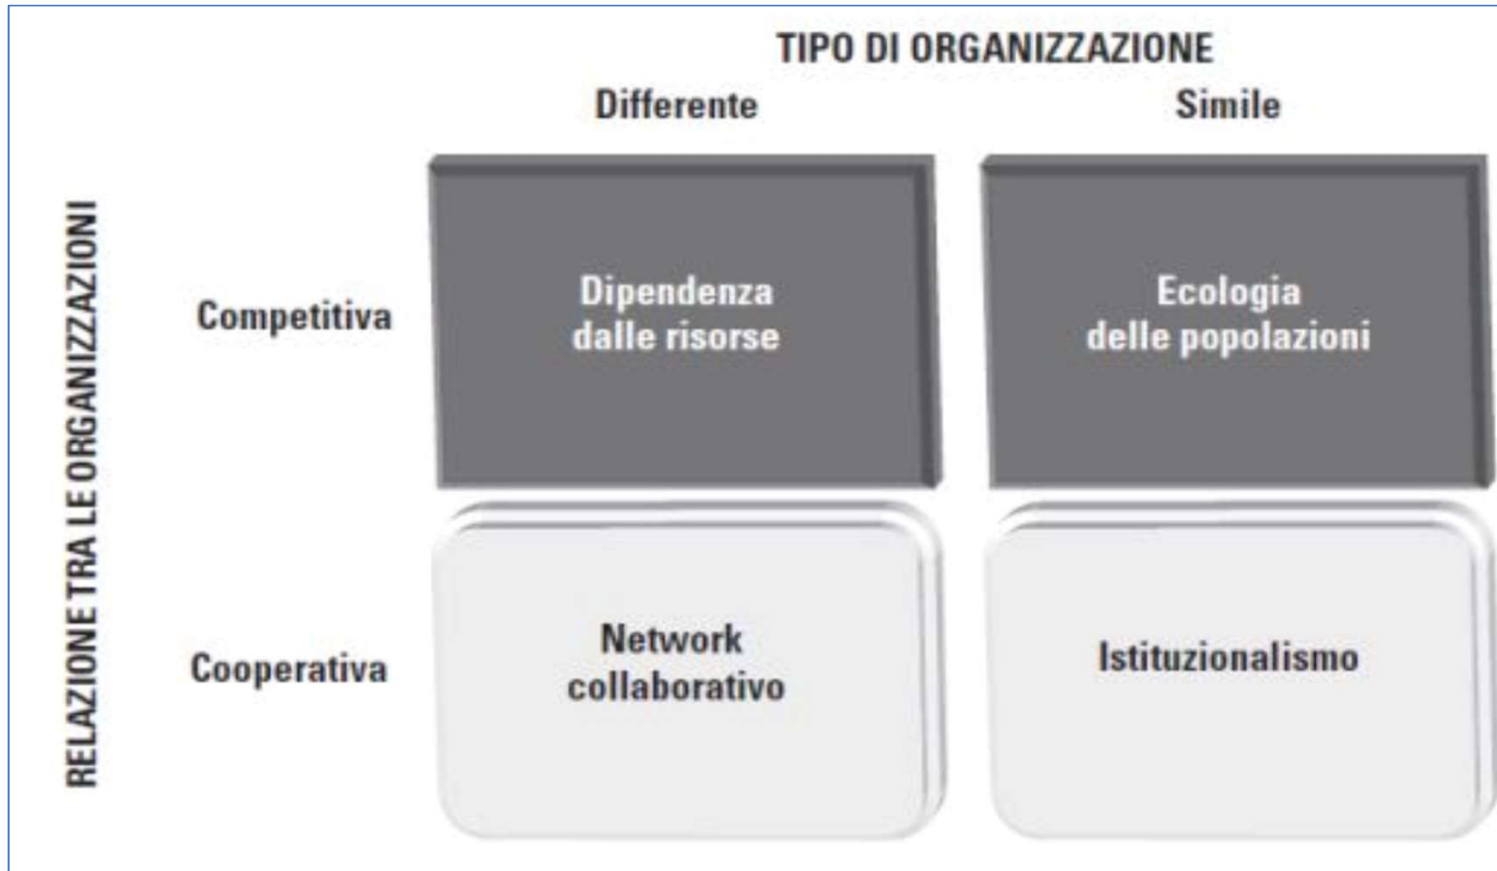 TIPO DI ORGANIZZAZIONE
Differente
Simile
RELAZIONE TRA LE ORGANIZZAZIONI
Competitiva
Dipendenza
dalle risorse
Ecologia
delle popolazioni
Cooperativa
Network
collaborativo
Istituzionalismo